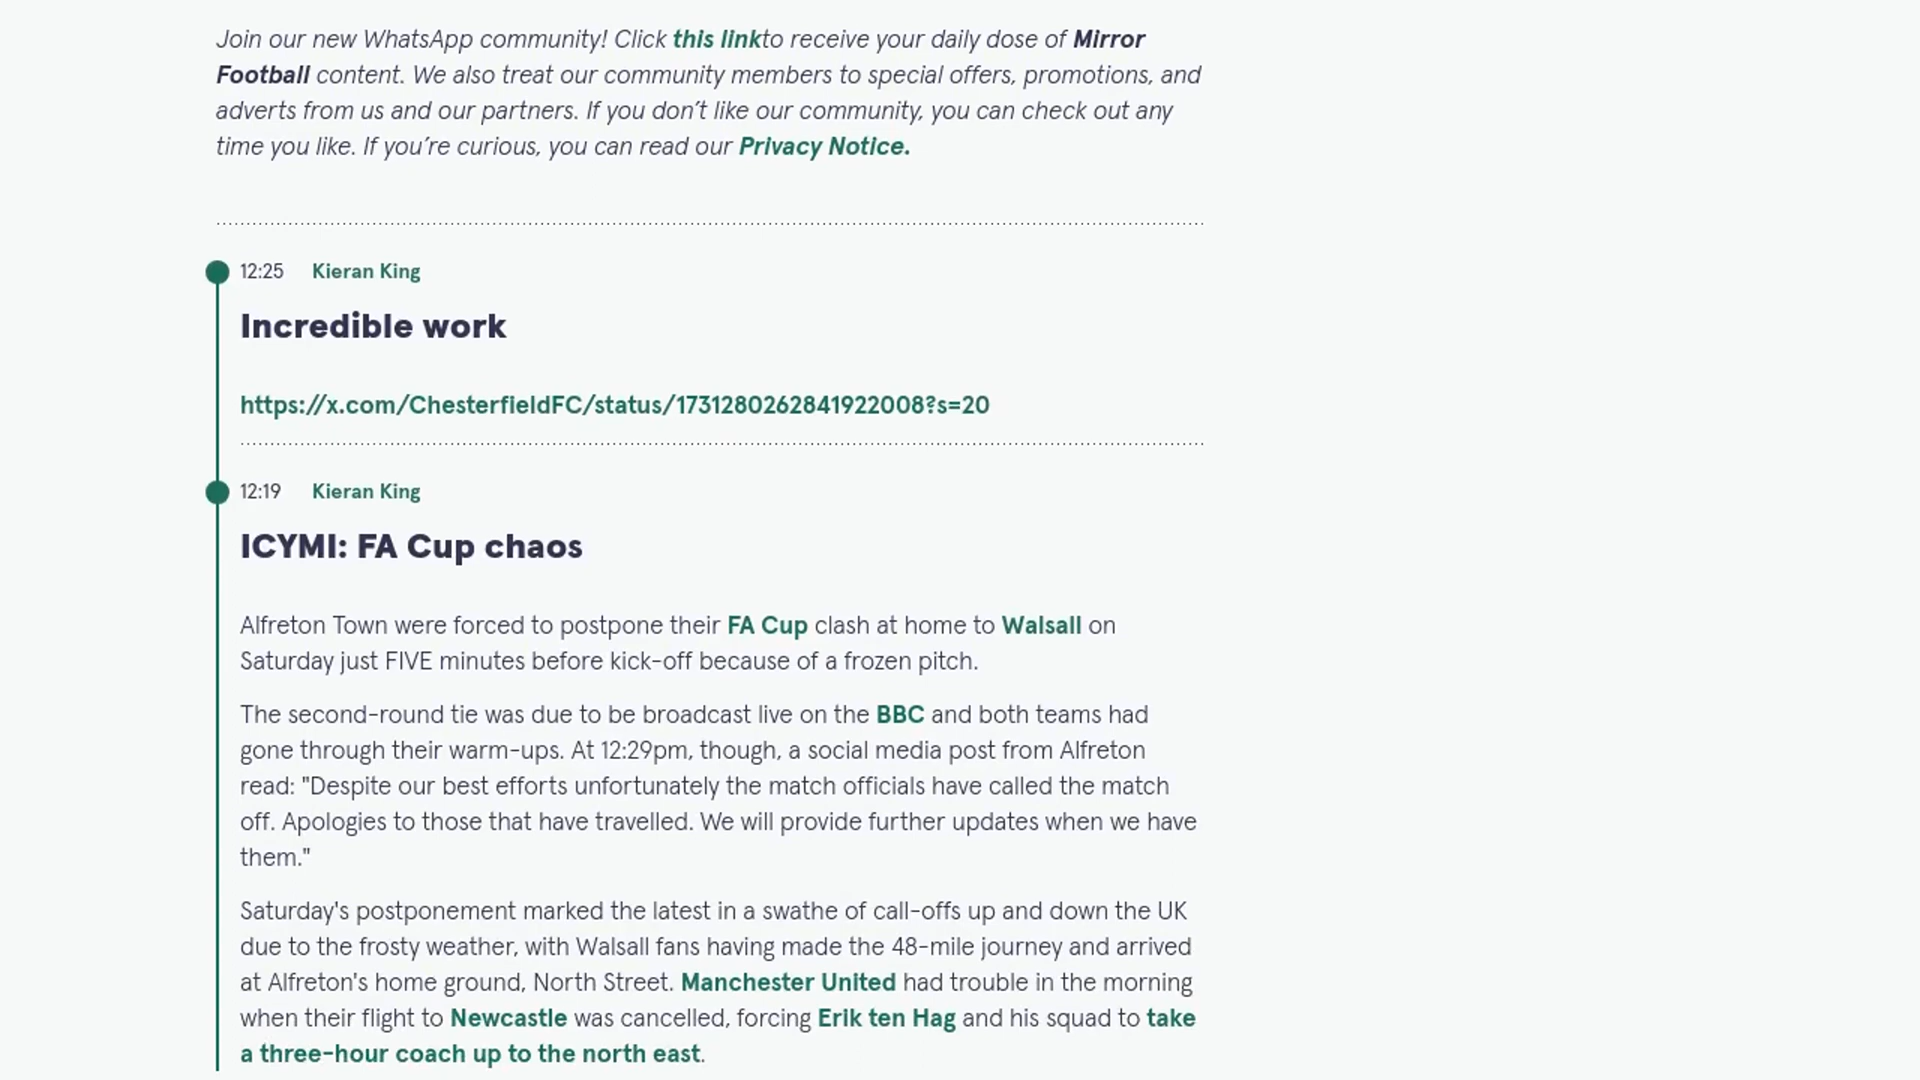 Join our new WhatsApp community! Click this linkto receive your daily dose of Mirror
Football content. We also treat our community members to special offers, promotions, and
adverts from us and our partners. If you don’t like our community, you can check out any
time you like. If you’re curious, you can read our Privacy Notice.
12:25 Kieran King
Incredible work
https://x.com/ChesterfieldFC/status/1731280262841922008?s=20
12:19 Kieran King
ICYMI: FA Cup chaos
Alfreton Town were forced to postpone their FA Cup clash at home to Walsall on
Saturday just FIVE minutes before kick-off because of a frozen pitch.
The second-round tie was due to be broadcast live on the BBC and both teams had
gone through their warm-ups. At 12:29pm, though, a social media post from Alfreton
read: "Despite our best efforts unfortunately the match officials have called the match
off. Apologies to those that have travelled. We will provide further updates when we have
them."
Saturday's postponement marked the latest in a swathe of call-offs up and down the UK
due to the frosty weather, with Walsall fans having made the 48-mile journey and arrived
at Alfreton's home ground, North Street. Manchester United had trouble in the morning
when their flight to Newcastle was cancelled, forcing Erik ten Hag and his squad to take
a three-hour coach up to the north east.